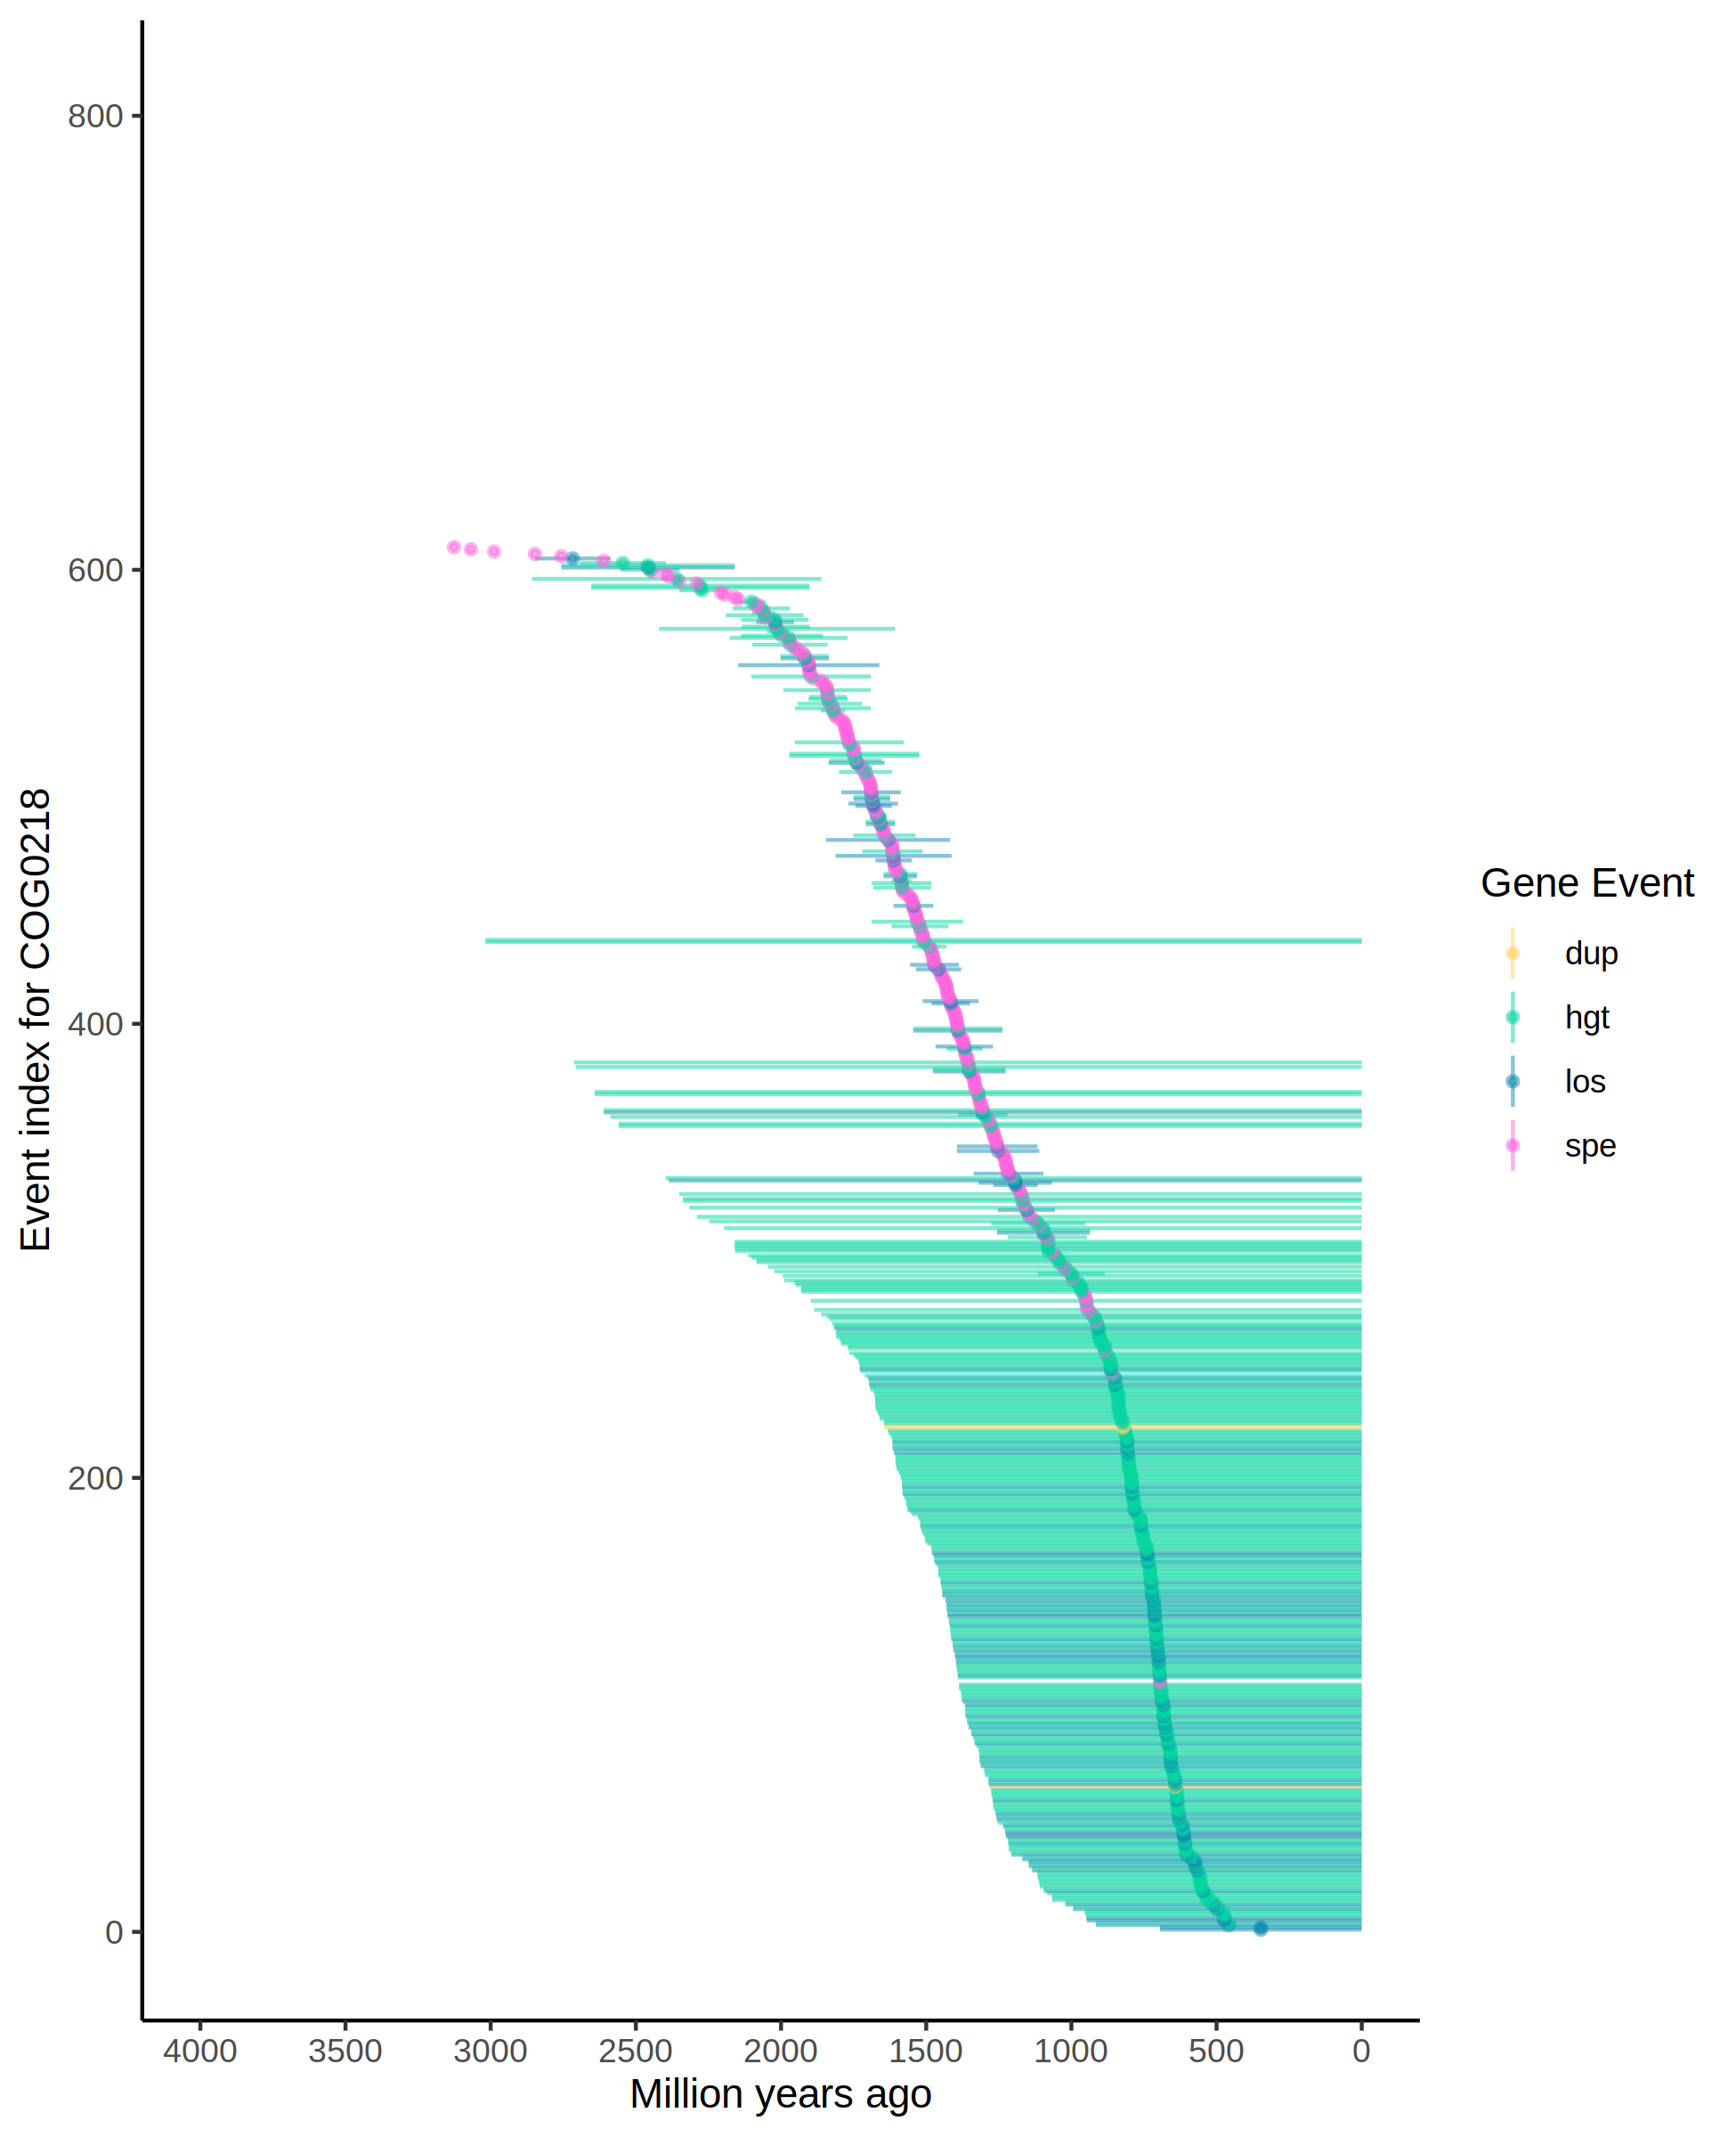 Event index for COG0218
800
600
400
200
0
4000 3500 3000 2500 2000 1500 1000 500 0
Million years ago
Gene Event
dup
hgt
los
spe